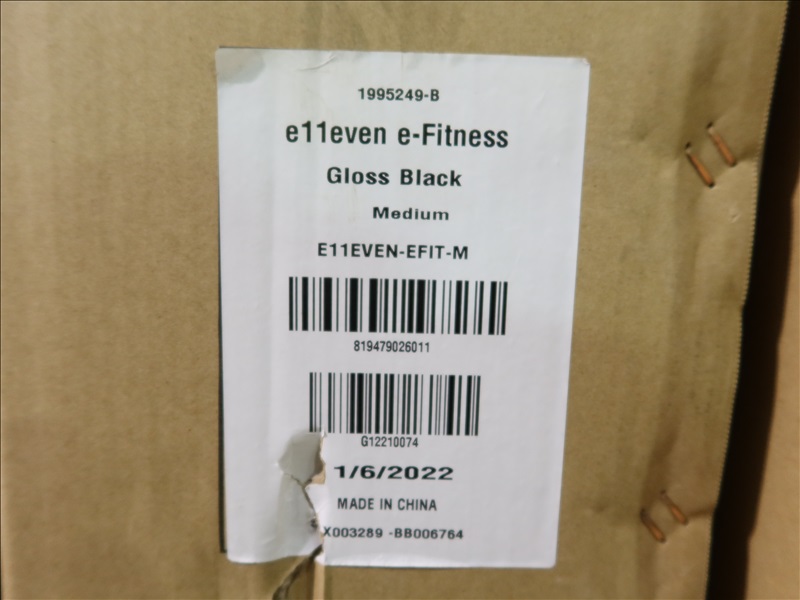 1995249-B
e11even e-Fitness
Gloss Black
Medium
E11EVEN-EFIT-M
819479026011
G12210074
1/6/2022
MADE IN CHINA
X003289 -BB006764